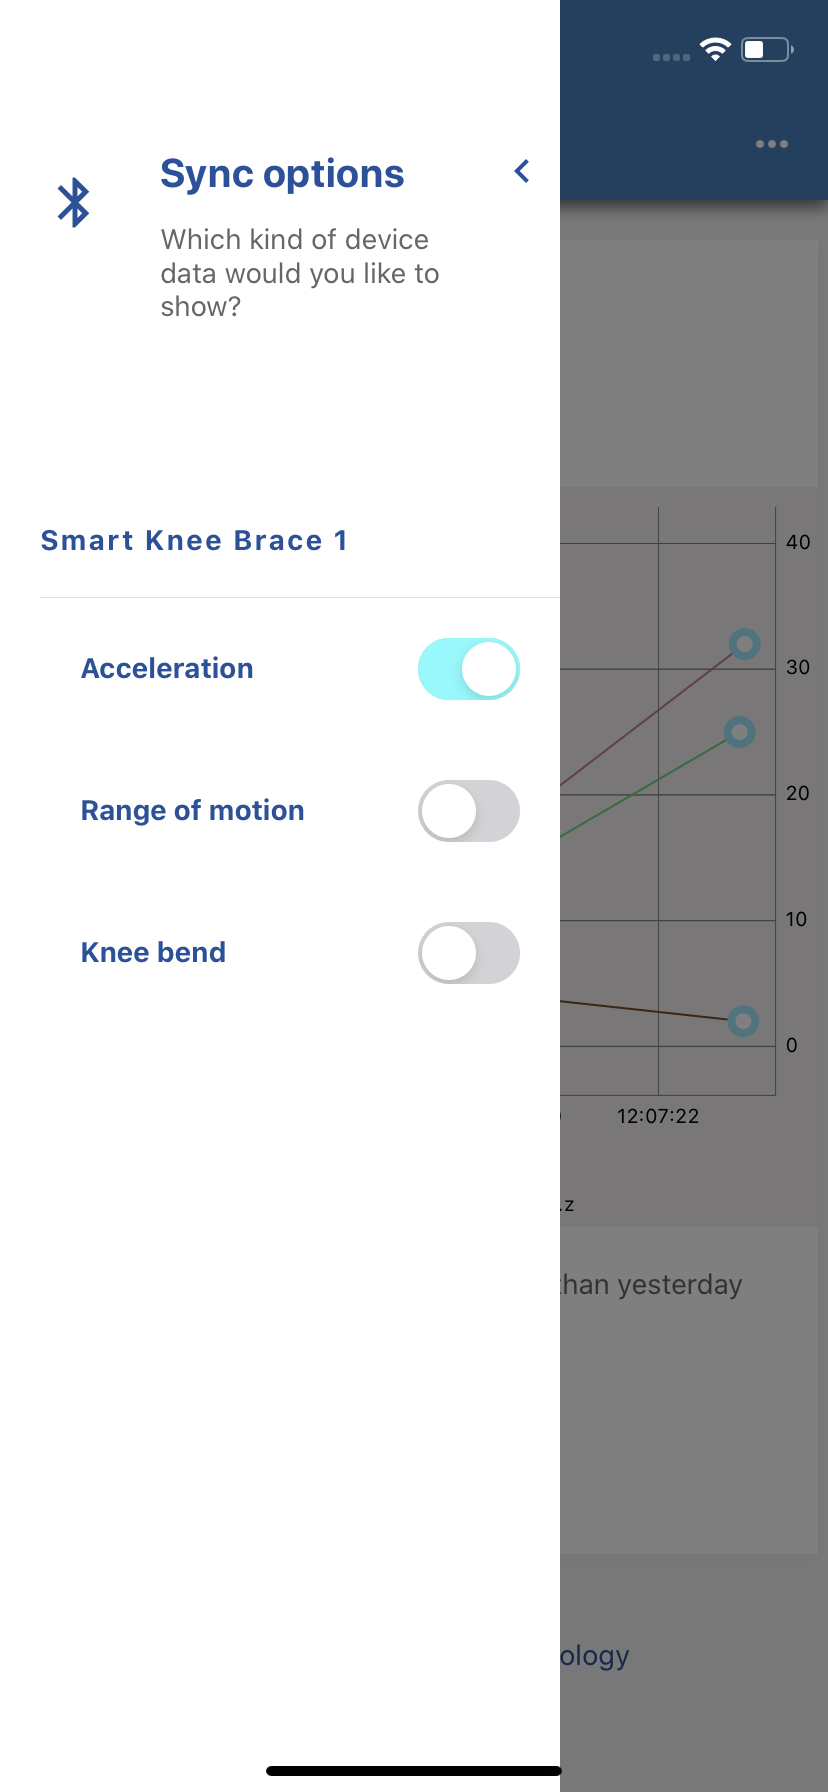 Sync options
Which kind of device
data would you like to
show?
Smart Knee Brace 1
Acceleration
Range of motion
Knee bend
40
30
20
10
0
12:07:22
.z
than yesterday
ology